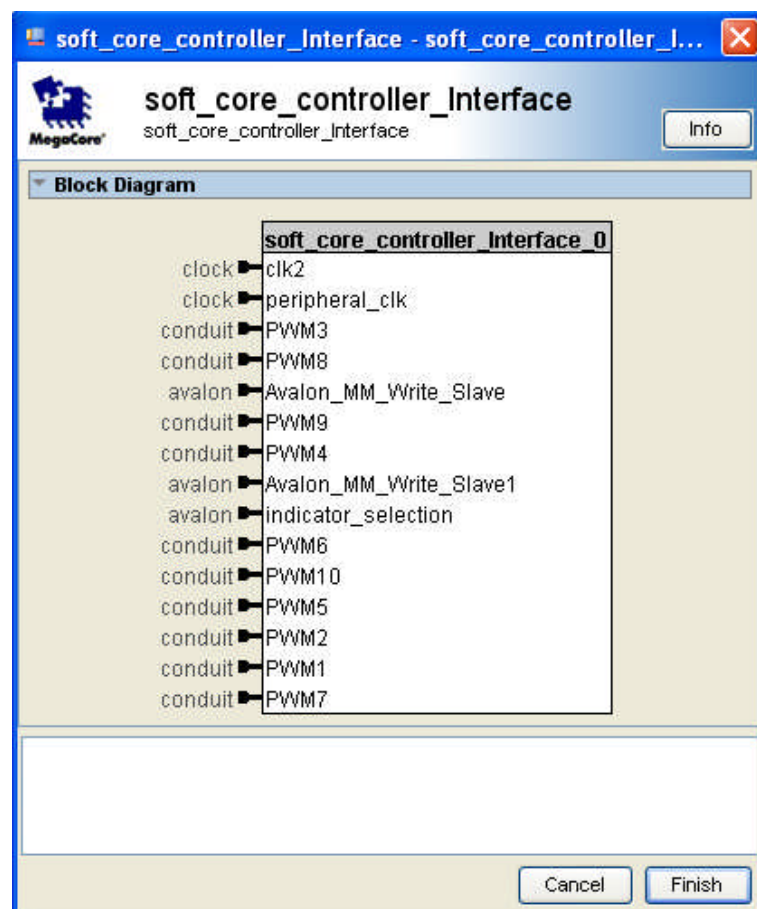 soft_core_controller_Interface - soft_core_controller_I...
soft_core_controller_Interface
soft_core_controller_Interface
MegaCore'
Info
Block Diagram
soft_core_controller_Interface_0
clock clk2
clock peripheral_clk
conduit PWM3
conduit PWM8
avalon Avalon_MM_Write_Slave
conduit PWM9
conduit PWM4
avalon Avalon_MM_Write_Slave1
avalon indicator_selection
conduit PWM6
conduit PWM10
conduit PWM5
conduit PWM2
conduit PWM1
conduit PWM7
Cancel Finish